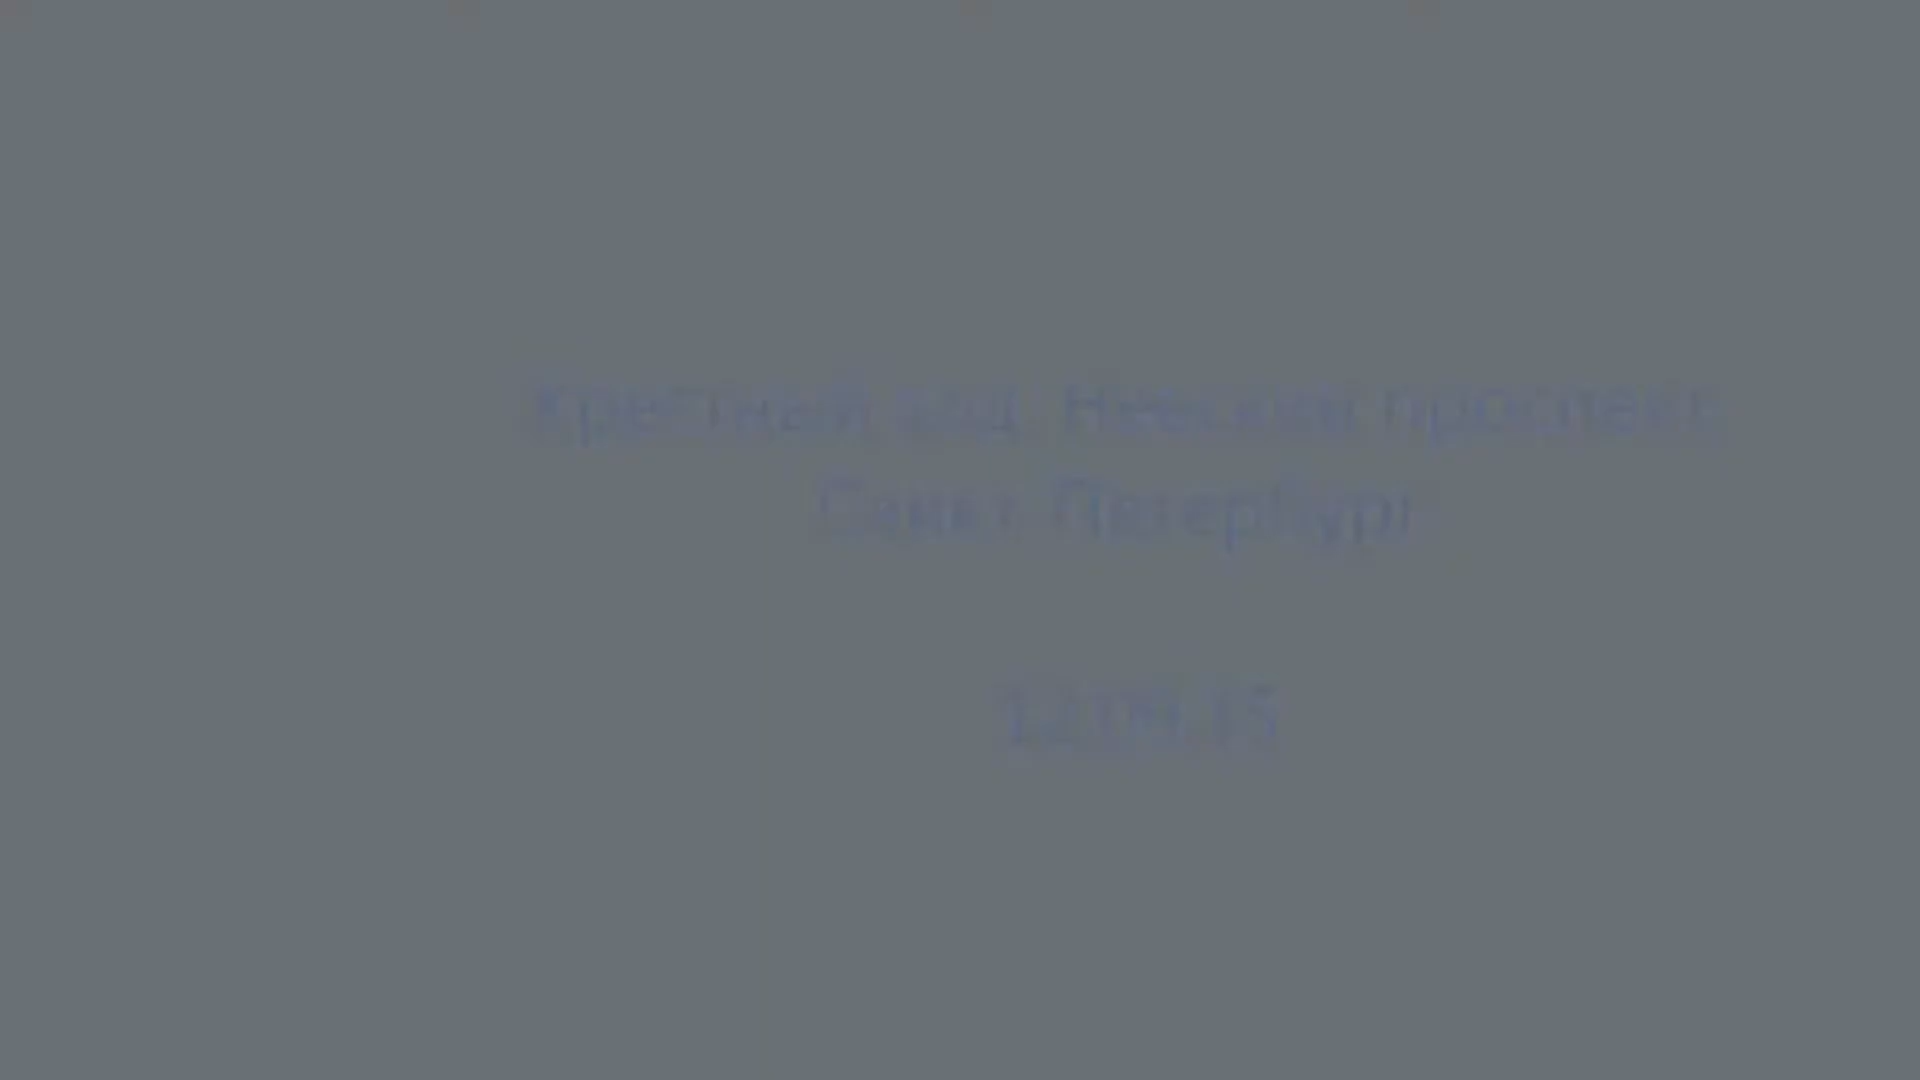 Крестный ход. Невский проспект
Санкт-Петербург